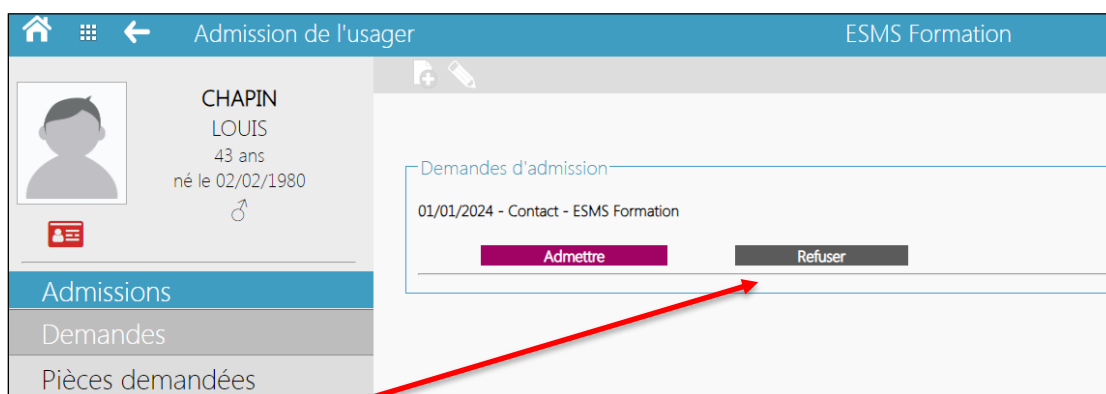 Admission de l'usager
ESMS Formation
CHAPIN
LOUIS
43 ans
né le 02/02/1980
Admissions
Demandes
Pièces demandées
Demandes d'admission
01/01/2024 - Contact - ESMS Formation
Admettre
Refuser